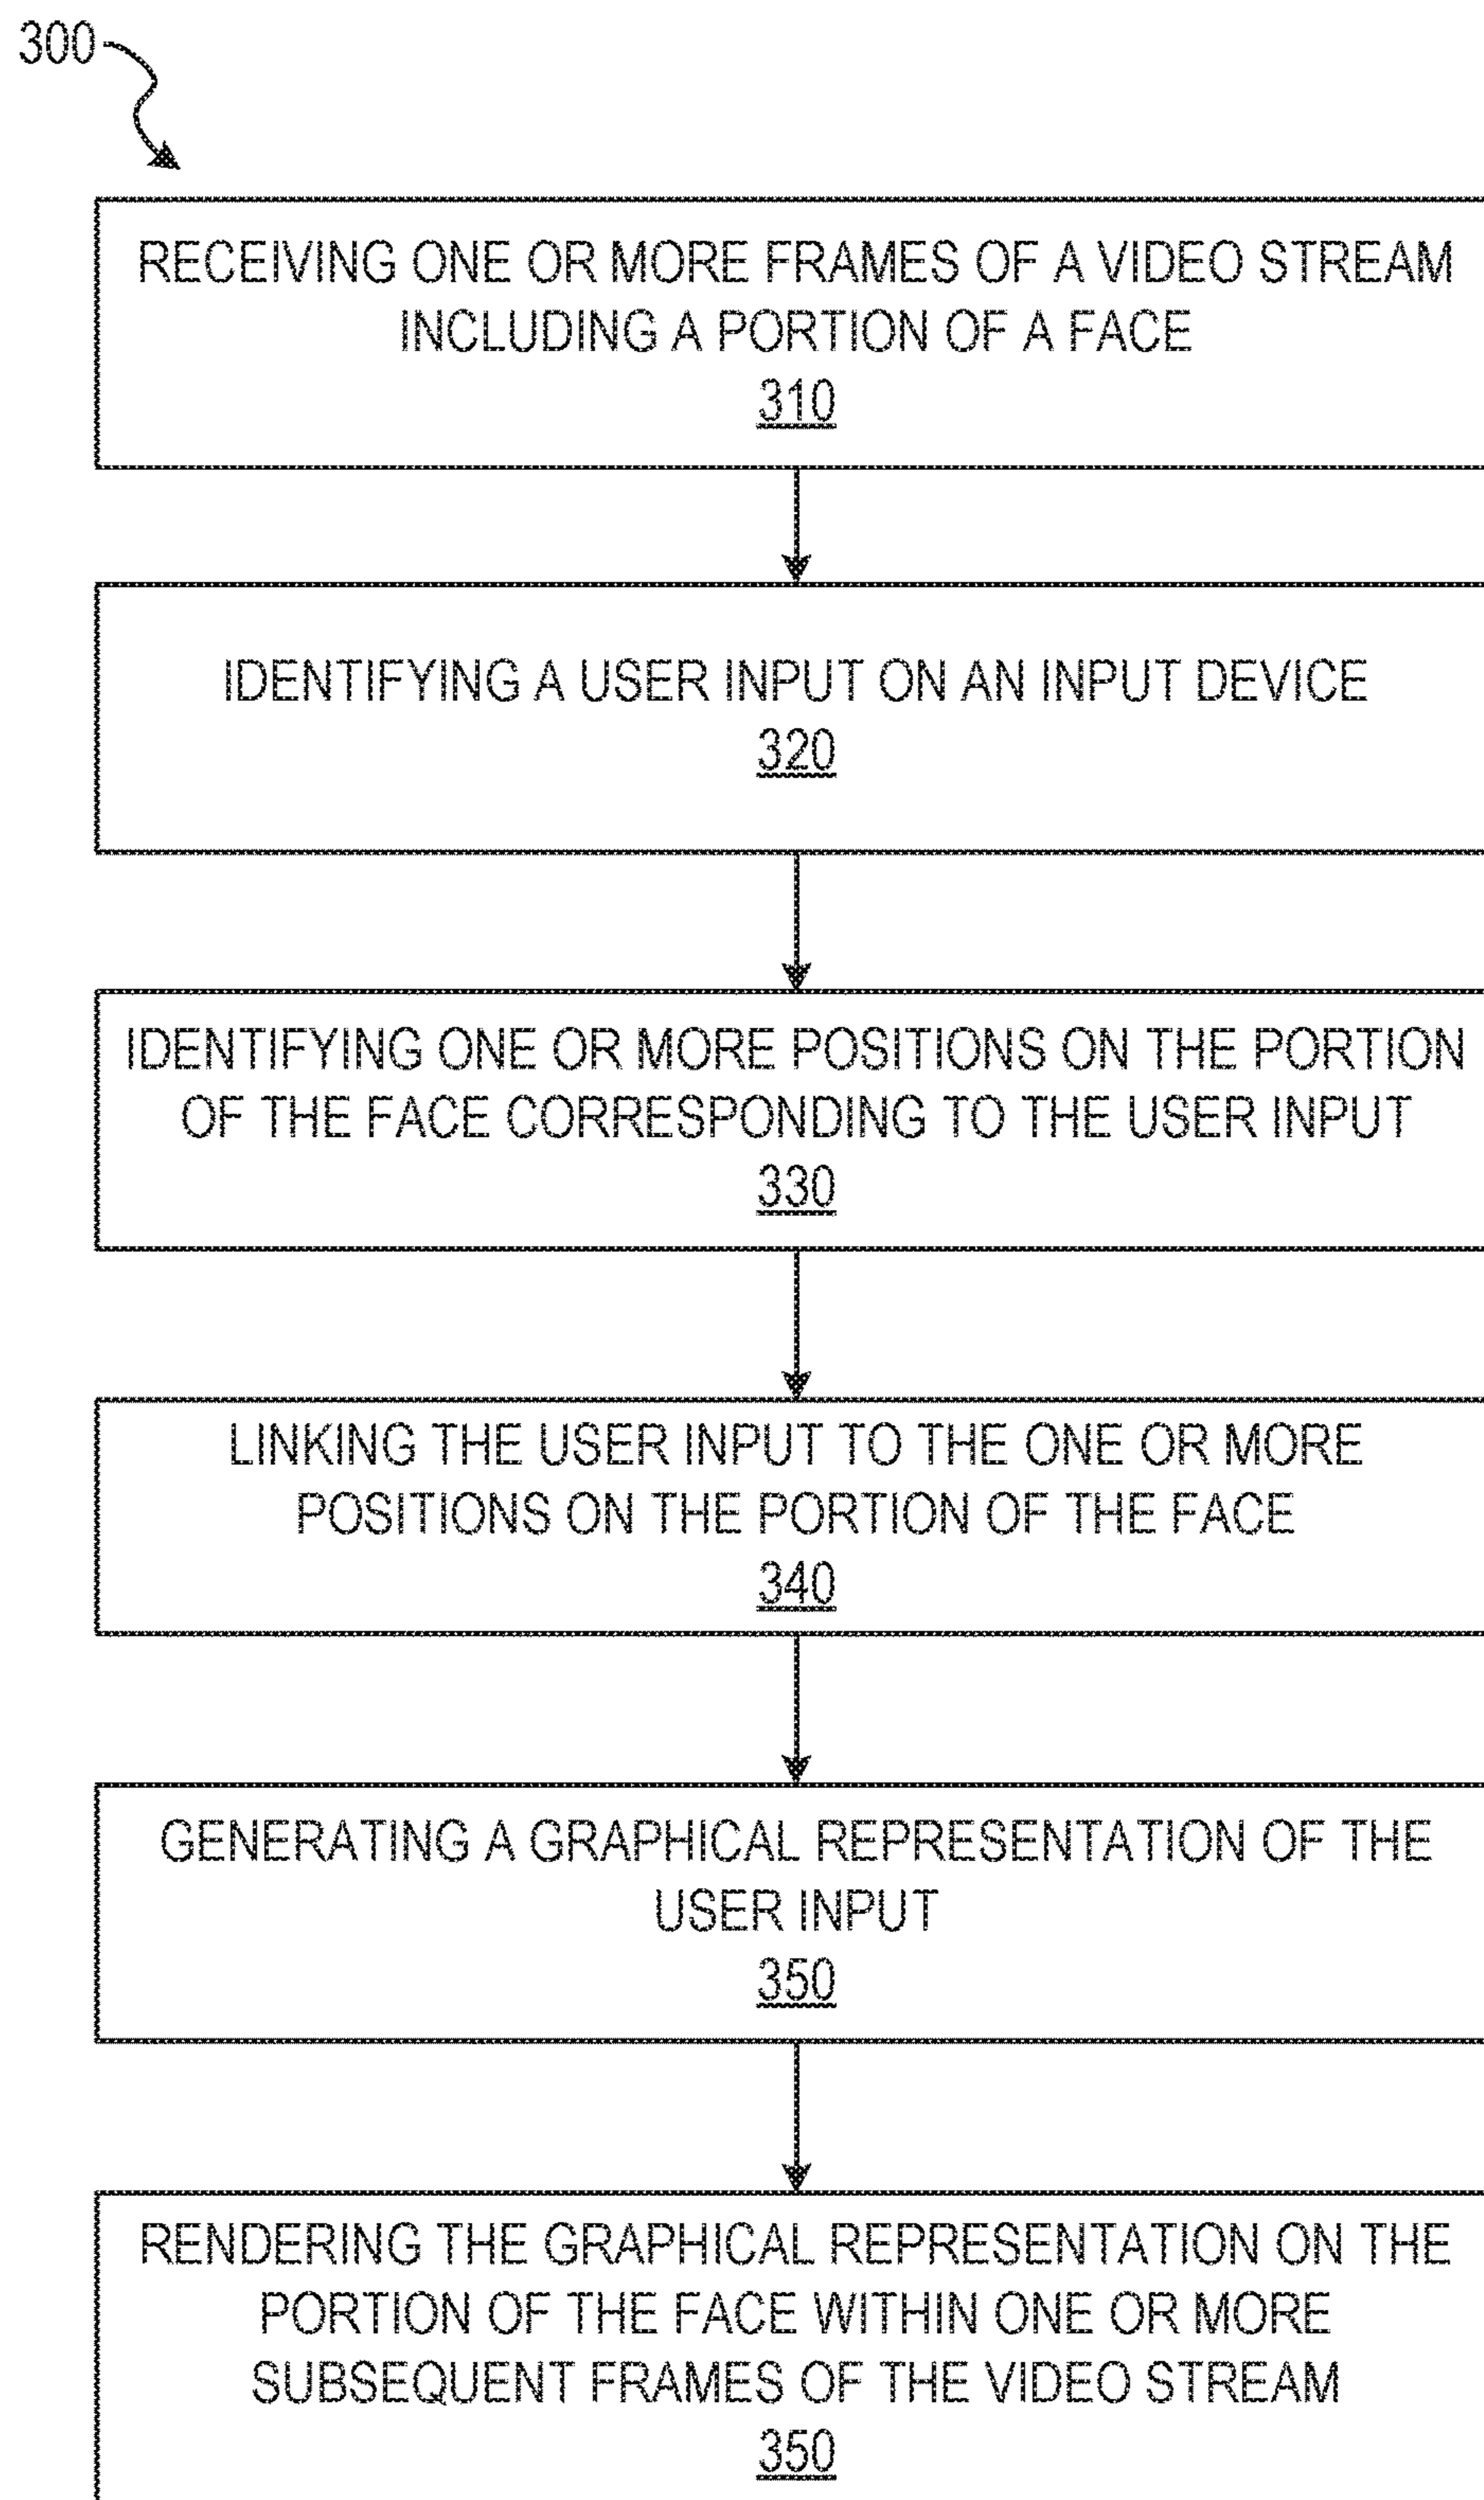 300
RECEIVING ONE OR MORE FRAMES OF A VIDEO STREAM
INCLUDING A PORTION OF A FACE
310
IDENTIFYING A USER INPUT ON AN INPUT DEVICE
320
IDENTIFYING ONE OR MORE POSITIONS ON THE PORTION
OF THE FACE CORRESPONDING TO THE USER INPUT
330
LINKING THE USER INPUT TO THE ONE OR MORE
POSITIONS ON THE PORTION OF THE FACE
340
GENERATING A GRAPHICAL REPRESENTATION OF THE
USER INPUT
350
RENDERING THE GRAPHICAL REPRESENTATION ON THE
PORTION OF THE FACE WITHIN ONE OR MORE
SUBSEQUENT FRAMES OF THE VIDEO STREAM
350